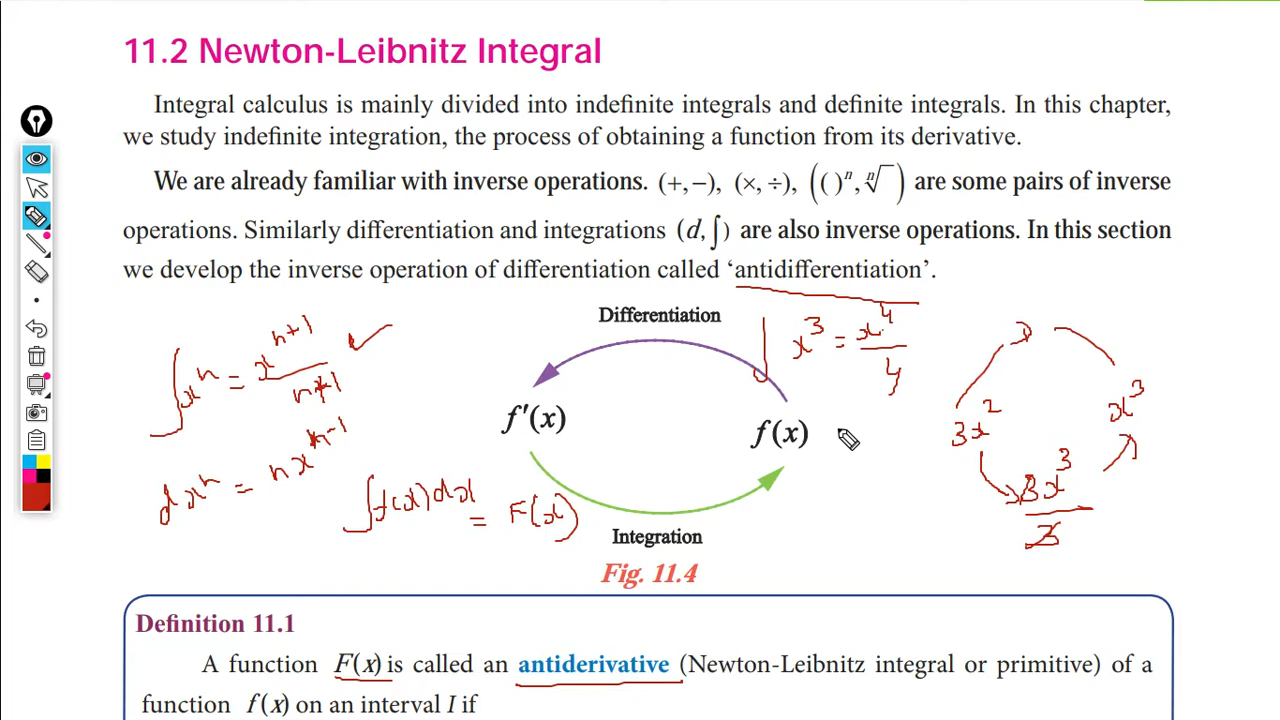 11.2 Newton-Leibnitz Integral
Integral calculus is mainly divided into indefinite integrals and definite integrals. In this chapter,
we study indefinite integration, the process of obtaining a function from its derivative.
We are already familiar with inverse operations. (+,−), (×,÷), (( )ⁿ, ⁿ√ ) are some pairs of inverse
operations. Similarly differentiation and integrations (d,∫) are also inverse operations. In this section
we develop the inverse operation of differentiation called ‘antidifferentiation’.
Differentiation
∫ x³ = x⁴/4
∫xⁿ = xⁿ⁺¹/n+1 ✓
f′(x)
f(x)
3x²
x³
dxⁿ = nxⁿ⁻¹
∫f(x)dx = F(x)
3x³/3
Integration
Fig. 11.4
Definition 11.1
A function F(x) is called an antiderivative (Newton-Leibnitz integral or primitive) of a
function f(x) on an interval I if